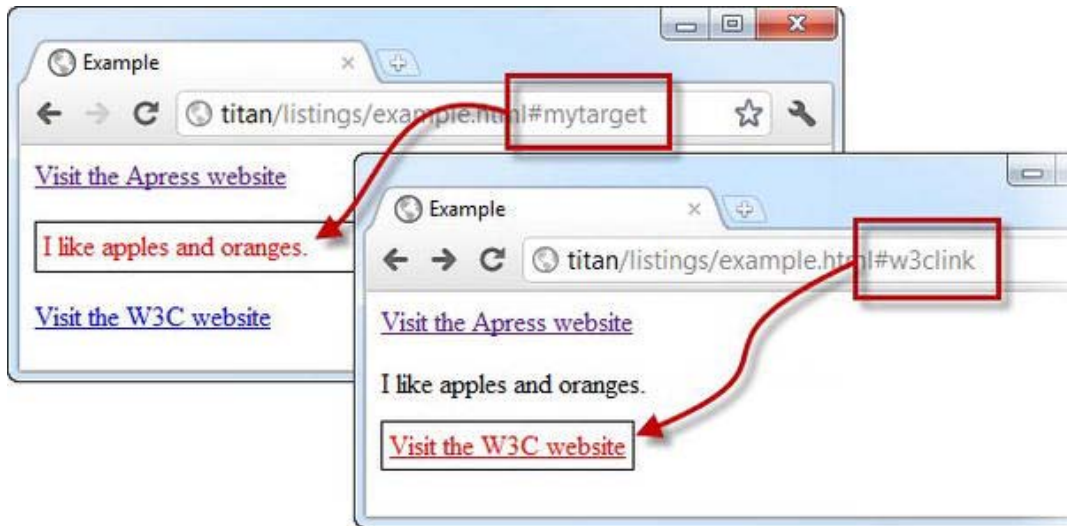 Example
titan/listings/example.html#mytarget
Visit the Apress website
I like apples and oranges.
Visit the W3C website
Example
titan/listings/example.html#w3clink
Visit the Apress website
I like apples and oranges.
Visit the W3C website